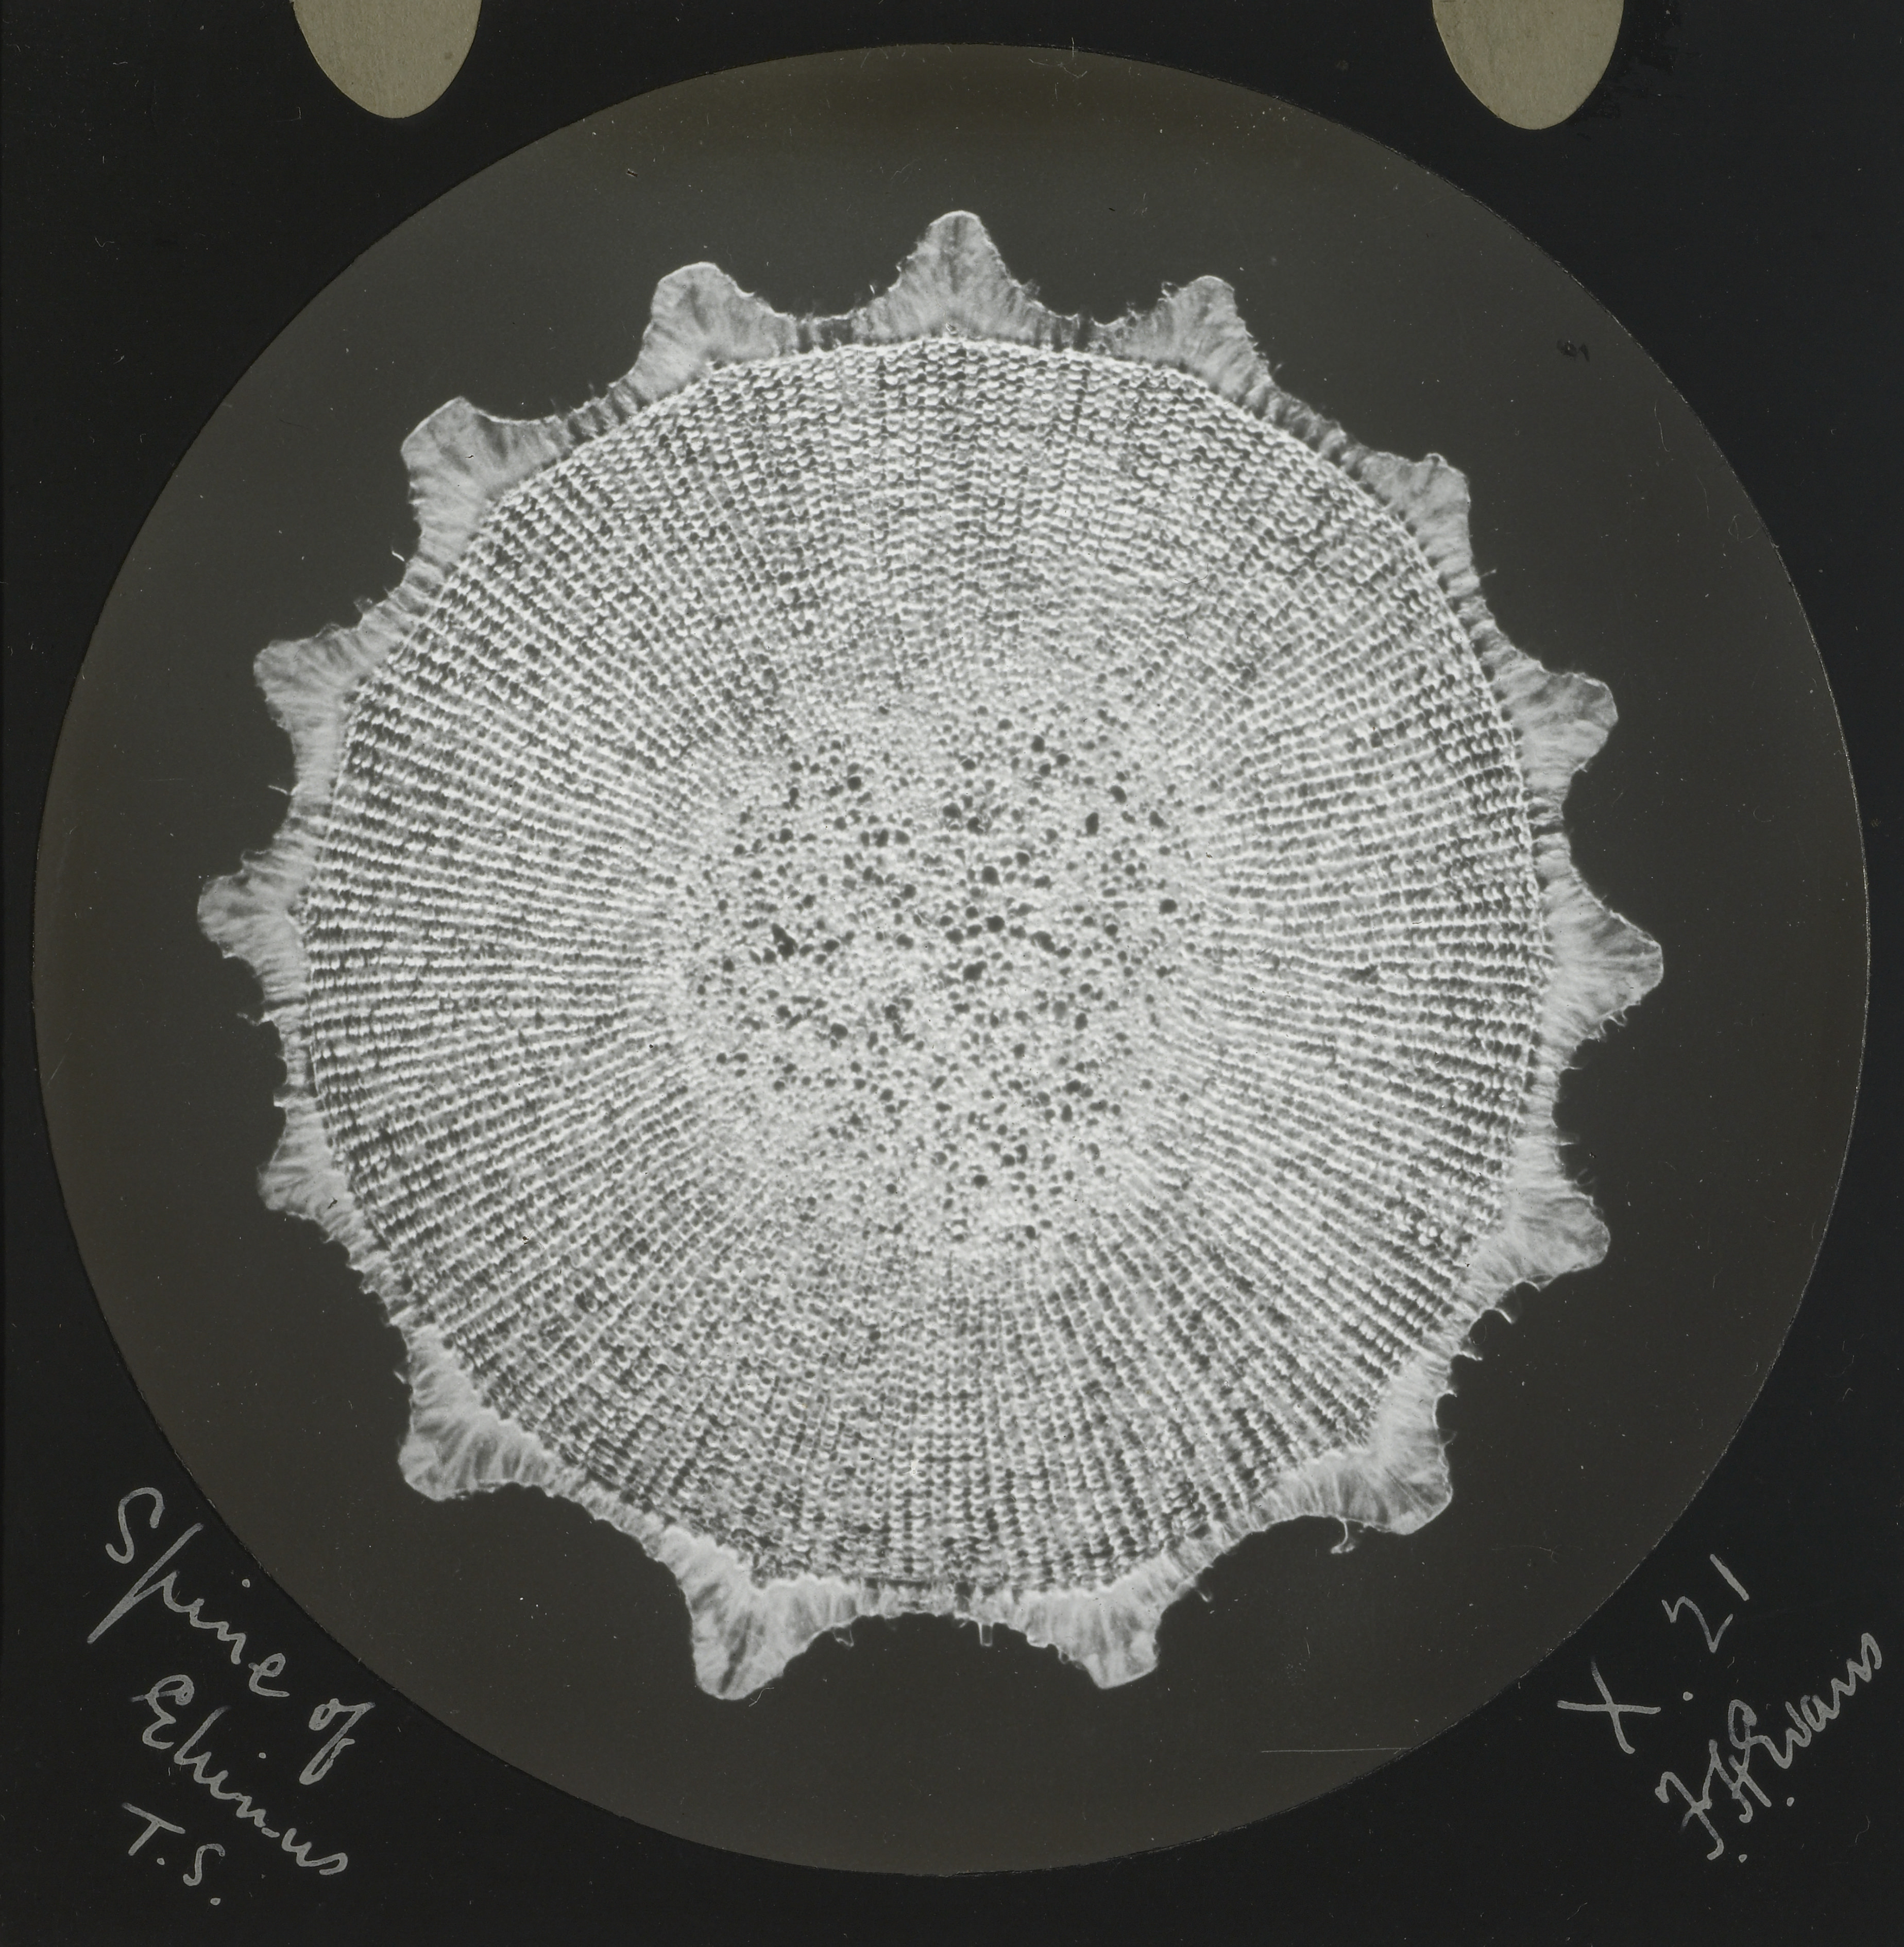 Spine of
Echinus
T.S.
X. 21
F. H. Evans